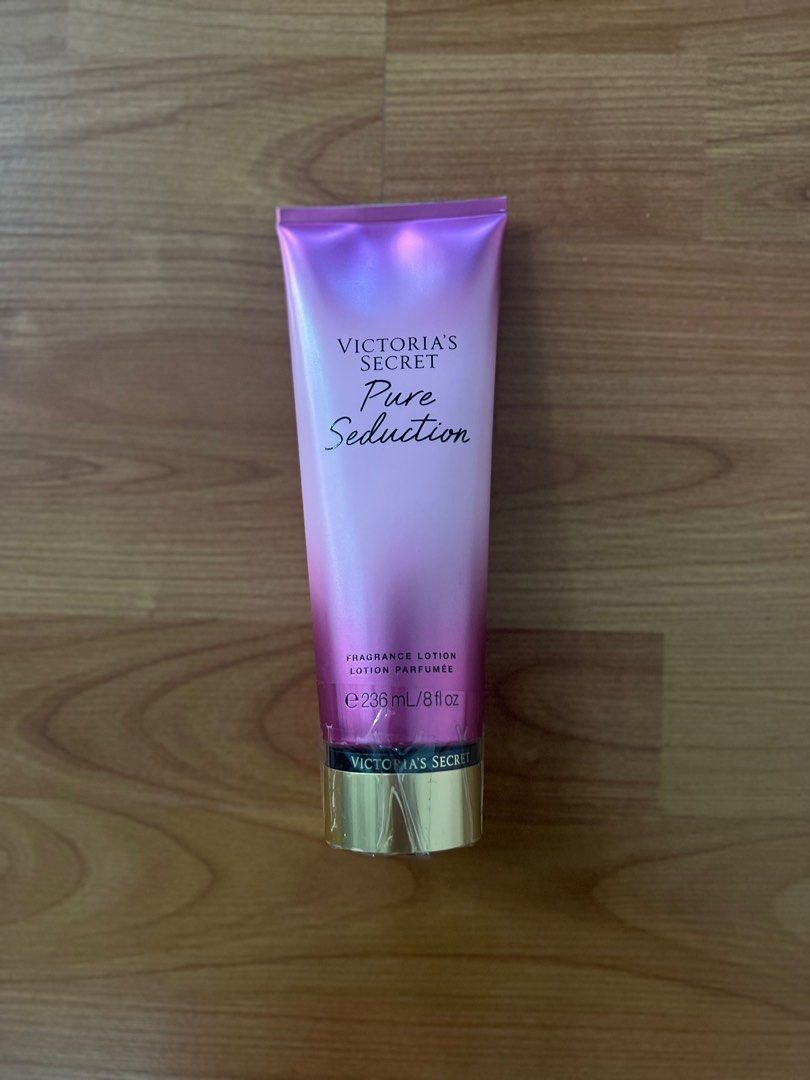 VICTORIA'S
SECRET
Pure
Seduction
FRAGRANCE LOTION
LOTION PARFUMÉE
℮ 236 mL/8 fl oz
VICTORIA'S SECRET